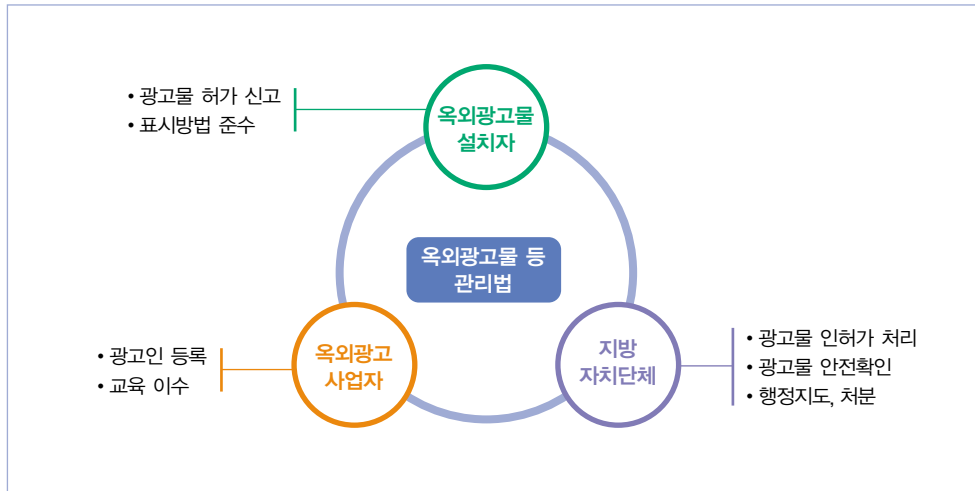 • 광고물 허가 신고
• 표시방법 준수
옥외광고물
설치자
옥외광고물 등
관리법
• 광고인 등록
• 교육 이수
옥외광고
사업자
지방
자치단체
• 광고물 인허가 처리
• 광고물 안전확인
• 행정지도, 처분